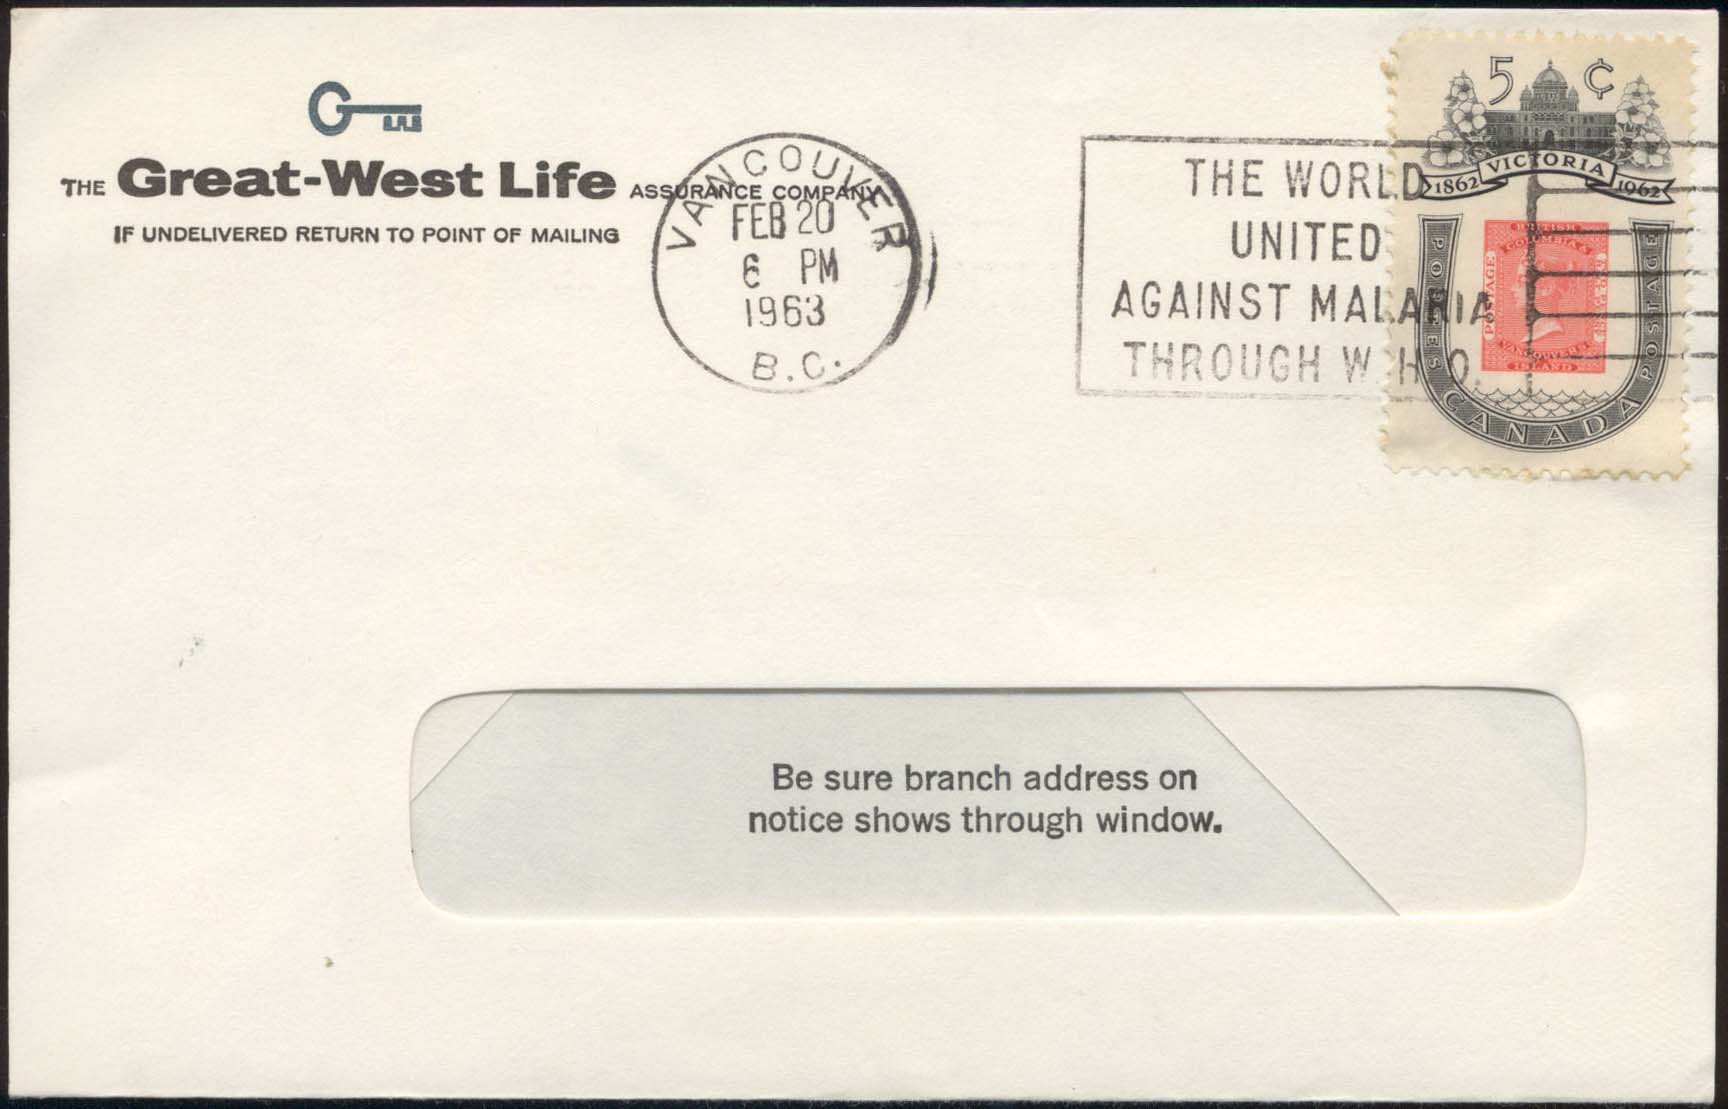 THE Great-West Life ASSURANCE COMPANY
IF UNDELIVERED RETURN TO POINT OF MAILING
VANCOUVER
FEB 20
6 PM
1963
B.C.
THE WORLD
UNITED
AGAINST MALARIA
THROUGH W.H.O.
5¢
1862 VICTORIA 1962
BRITISH
COLUMBIA &
POSTAGE
VANCOUVERS
ISLAND
POSTES CANADA POSTAGE
Be sure branch address on
notice shows through window.